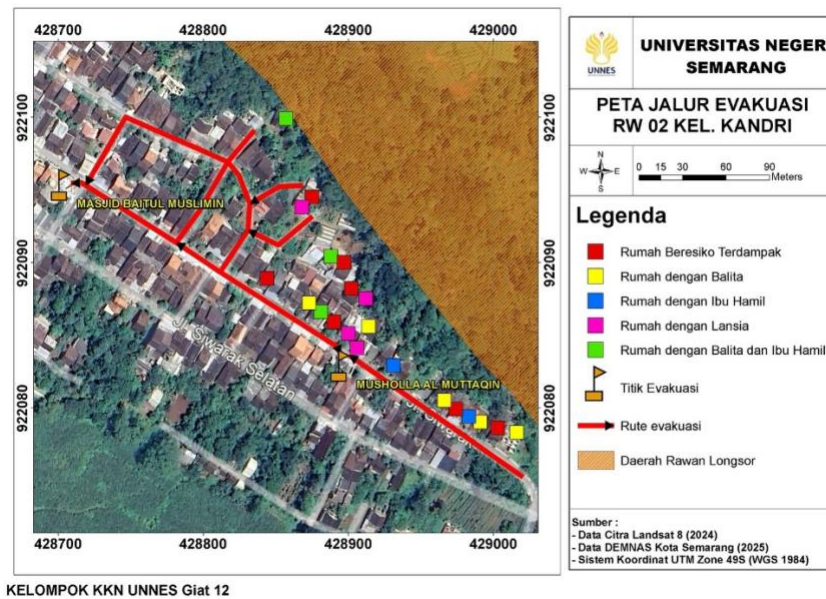 428700 428800 428900 429000
922100
922090
922080
922100
922090
922080
MASJID BAITUL MUSLIMIN
Jl. Siwarak Selatan
MUSHOLLA AL MUTTAQIN
Siwarak
428700 428800 428900 429000
UNNES
UNIVERSITAS NEGER
SEMARANG
PETA JALUR EVAKUASI
RW 02 KEL. KANDRI
N
W E
S
0 15 30 60 90
Meters
Legenda
Rumah Beresiko Terdampak
Rumah dengan Balita
Rumah dengan Ibu Hamil
Rumah dengan Lansia
Rumah dengan Balita dan Ibu Hamil
Titik Evakuasi
Rute evakuasi
Daerah Rawan Longsor
Sumber :
- Data Citra Landsat 8 (2024)
- Data DEMNAS Kota Semarang (2025)
- Sistem Koordinat UTM Zone 49S (WGS 1984)
KELOMPOK KKN UNNES Giat 12